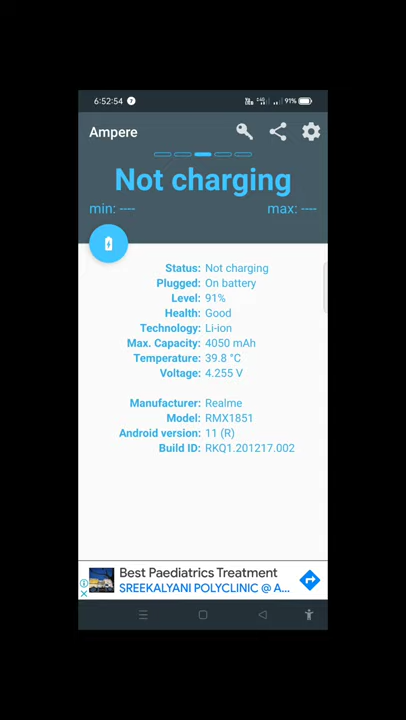 6:52:54
91%
Ampere
Not charging
min: ----
max: ----
Status: Not charging
Plugged: On battery
Level: 91%
Health: Good
Technology: Li-ion
Max. Capacity: 4050 mAh
Temperature: 39.8 °C
Voltage: 4.255 V
Manufacturer: Realme
Model: RMX1851
Android version: 11 (R)
Build ID: RKQ1.201217.002
Best Paediatrics Treatment
SREEKALYANI POLYCLINIC @ A...